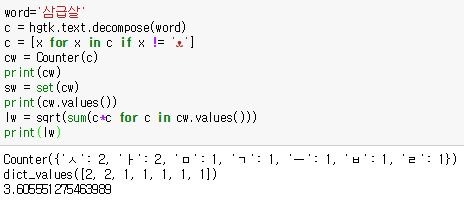 word='삼급살'
c = hgtk.text.decompose(word)
c = [x for x in c if x != 'ᴥ']
cw = Counter(c)
print(cw)
sw = set(cw)
print(cw.values())
lw = sqrt(sum(c*c for c in cw.values()))
print(lw)
Counter({'ㅅ': 2, 'ㅏ': 2, 'ㅁ': 1, 'ㄱ': 1, 'ㅡ': 1, 'ㅂ': 1, 'ㄹ': 1})
dict_values([2, 2, 1, 1, 1, 1, 1])
3.605551275463989